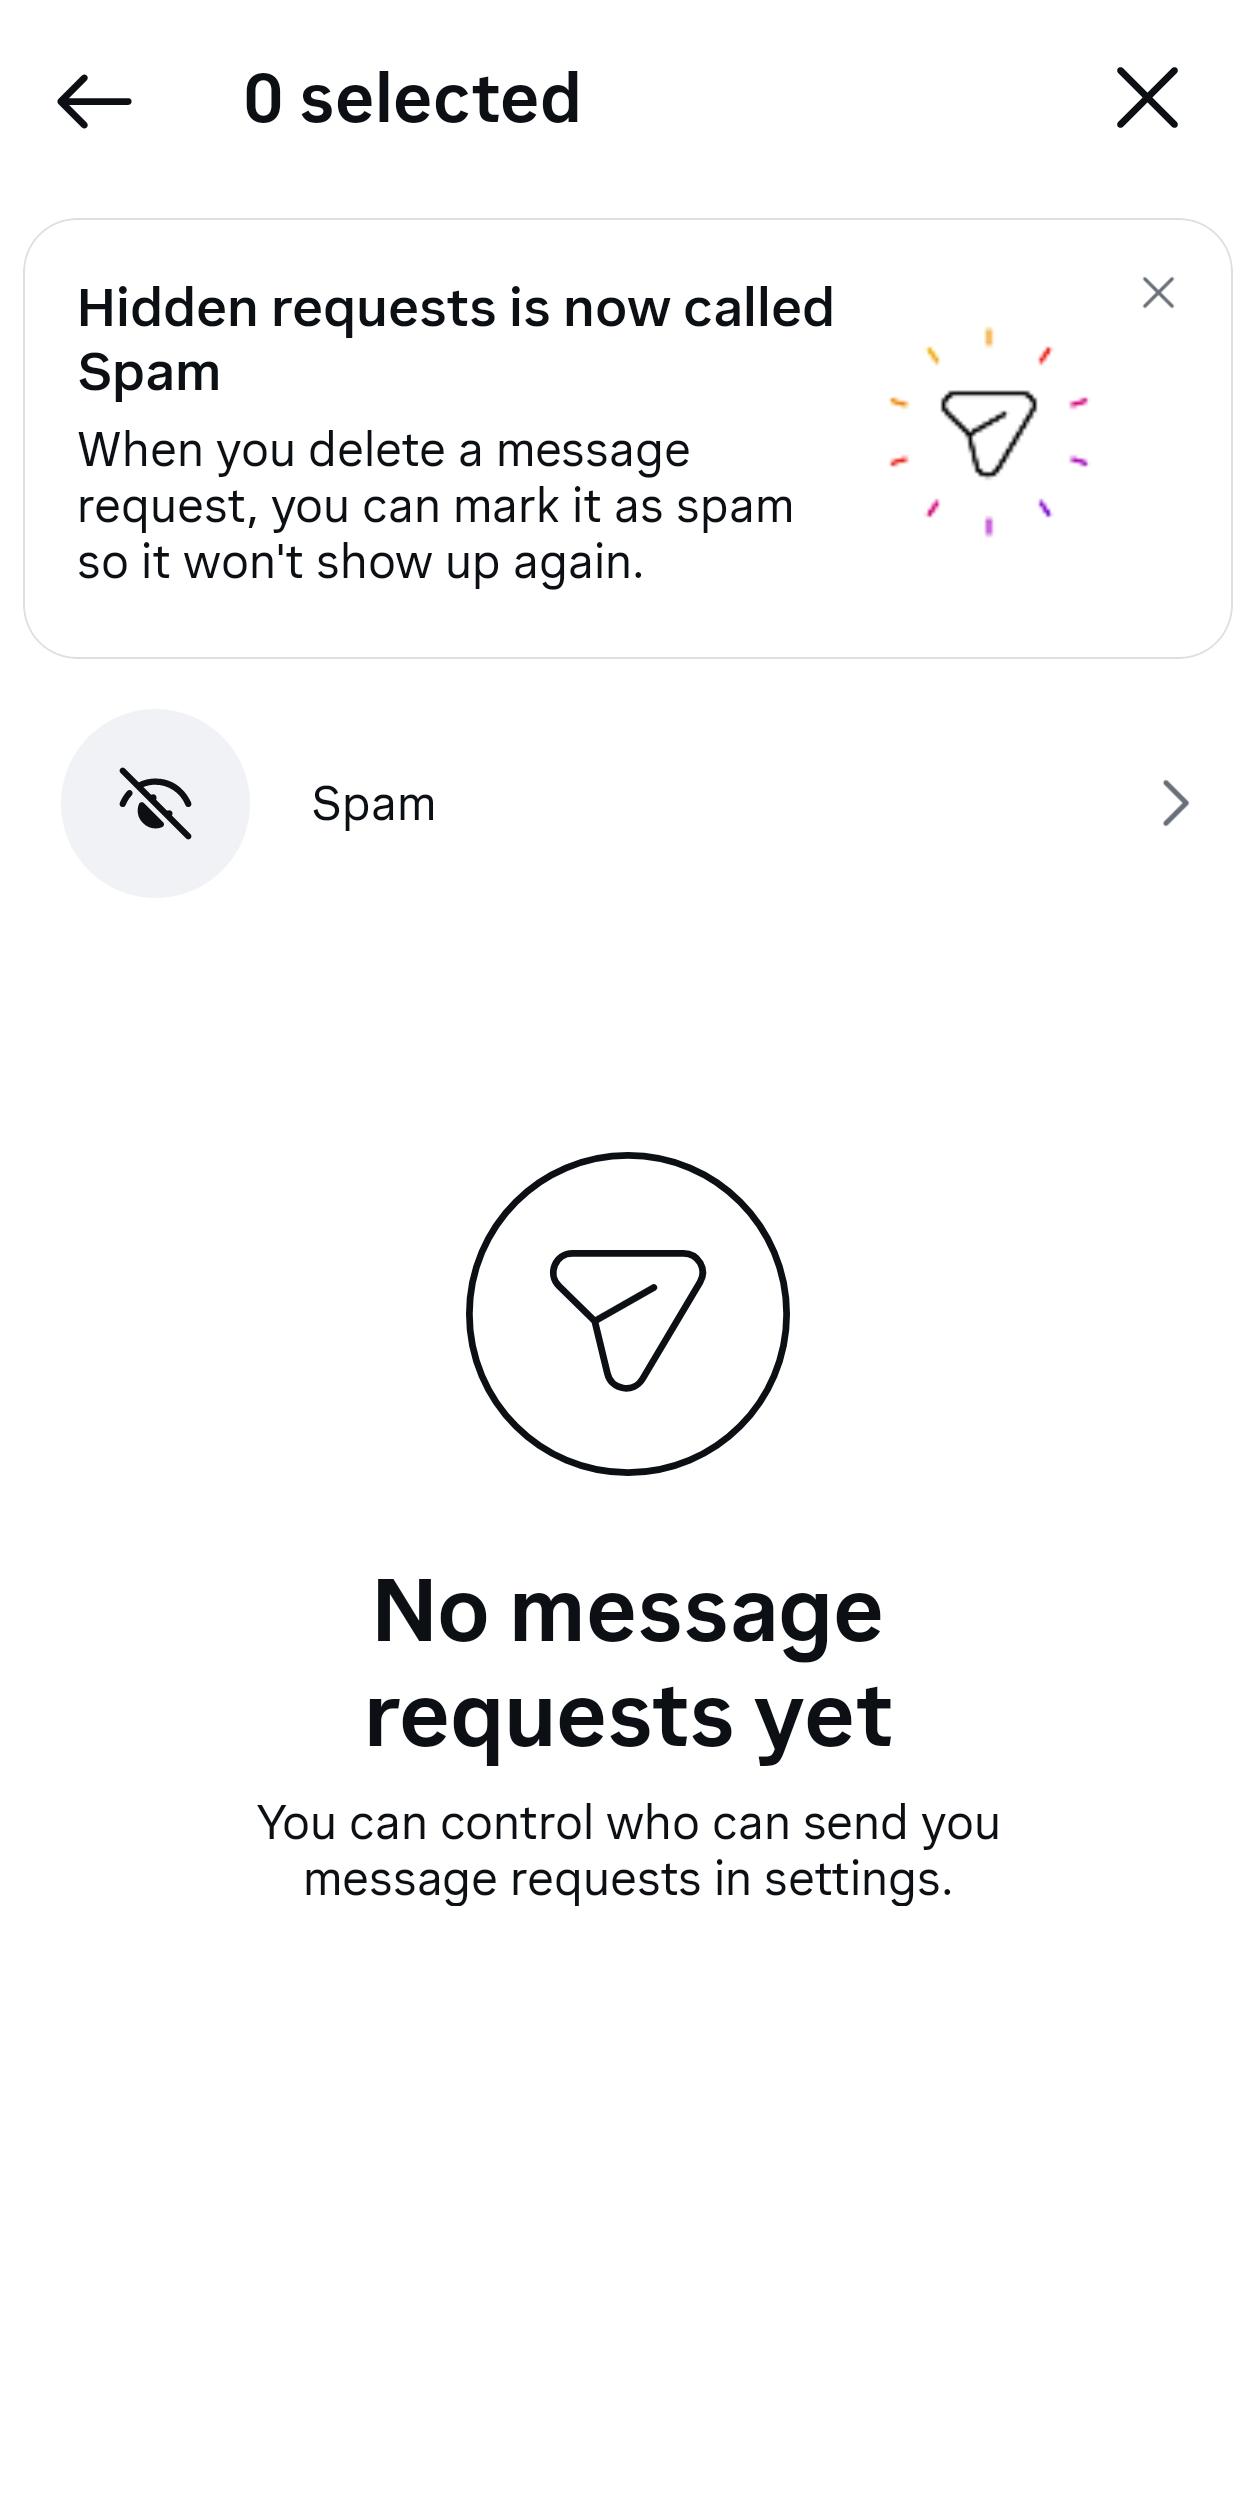 0 selected
Hidden requests is now called
Spam
When you delete a message
request, you can mark it as spam
so it won't show up again.
Spam
No message
requests yet
You can control who can send you
message requests in settings.